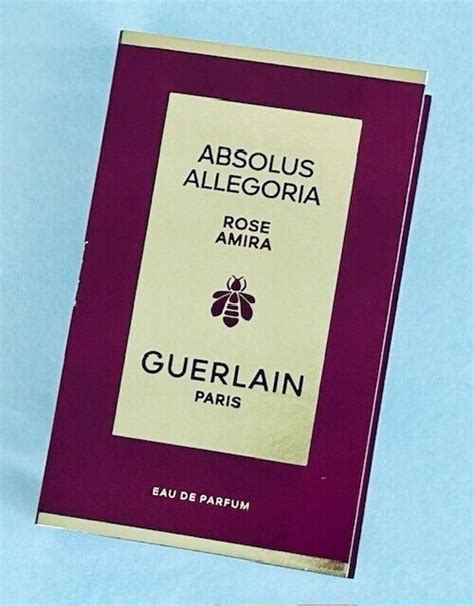 ABSOLUS
ALLEGORIA
ROSE
AMIRA
GUERLAIN
PARIS
EAU DE PARFUM